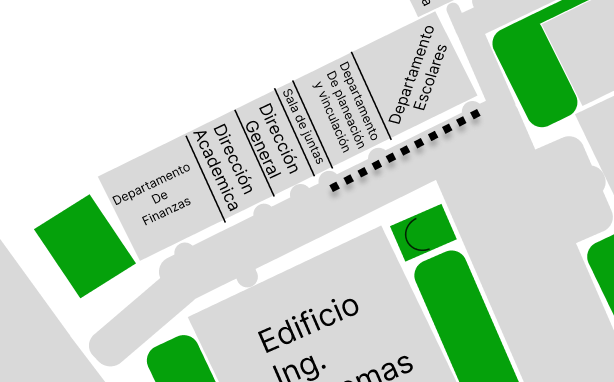 Departamento
De
Finanzas
Dirección
Academica
Dirección
General
Sala de juntas
Departamento
De planeación
y vinculación
Departamento
Escolares
Edificio
Ing.